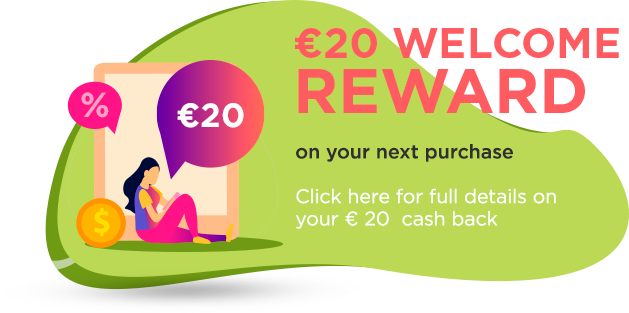 €20 WELCOME
REWARD
%
€20
on your next purchase
$
Click here for full details on
your € 20  cash back